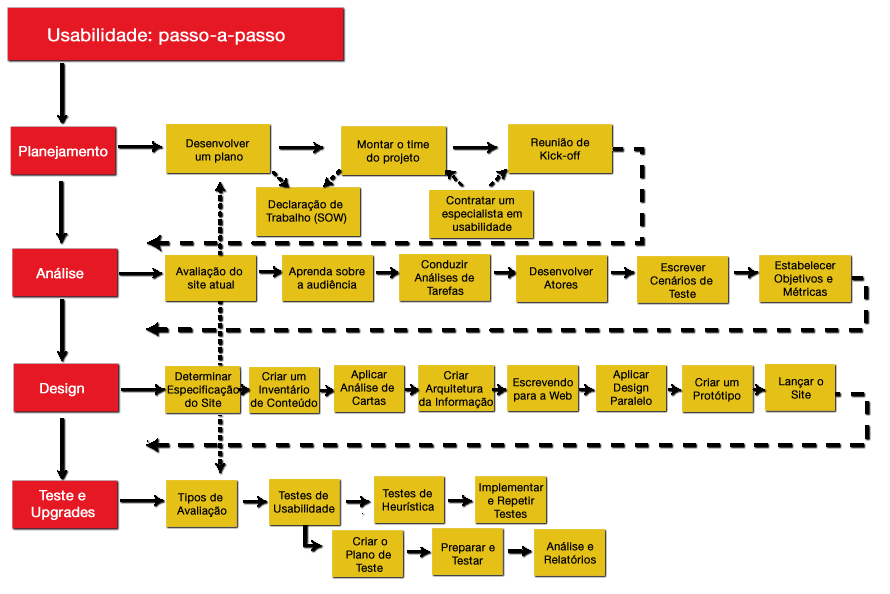 Usabilidade: passo-a-passo
Planejamento
Desenvolver
um plano
Montar o time
do projeto
Reunião de
Kick-off
Declaração de
Trabalho (SOW)
Contratar um
especialista em
usabilidade
Análise
Avaliação do
site atual
Aprenda sobre
a audiência
Conduzir
Análises de
Tarefas
Desenvolver
Atores
Escrever
Cenários de
Teste
Estabelecer
Objetivos e
Métricas
Design
Determinar
Especificação
do Site
Criar um
Inventário
de Conteúdo
Aplicar
Análise de
Cartas
Criar
Arquitetura
da Informação
Escrevendo
para a Web
Aplicar
Design
Paralelo
Criar um
Protótipo
Lançar o
Site
Teste e
Upgrades
Tipos de
Avaliação
Testes de
Usabilidade
Testes de
Heurística
Implementar
e Repetir
Testes
Criar o
Plano de
Teste
Preparar e
Testar
Análise e
Relatórios